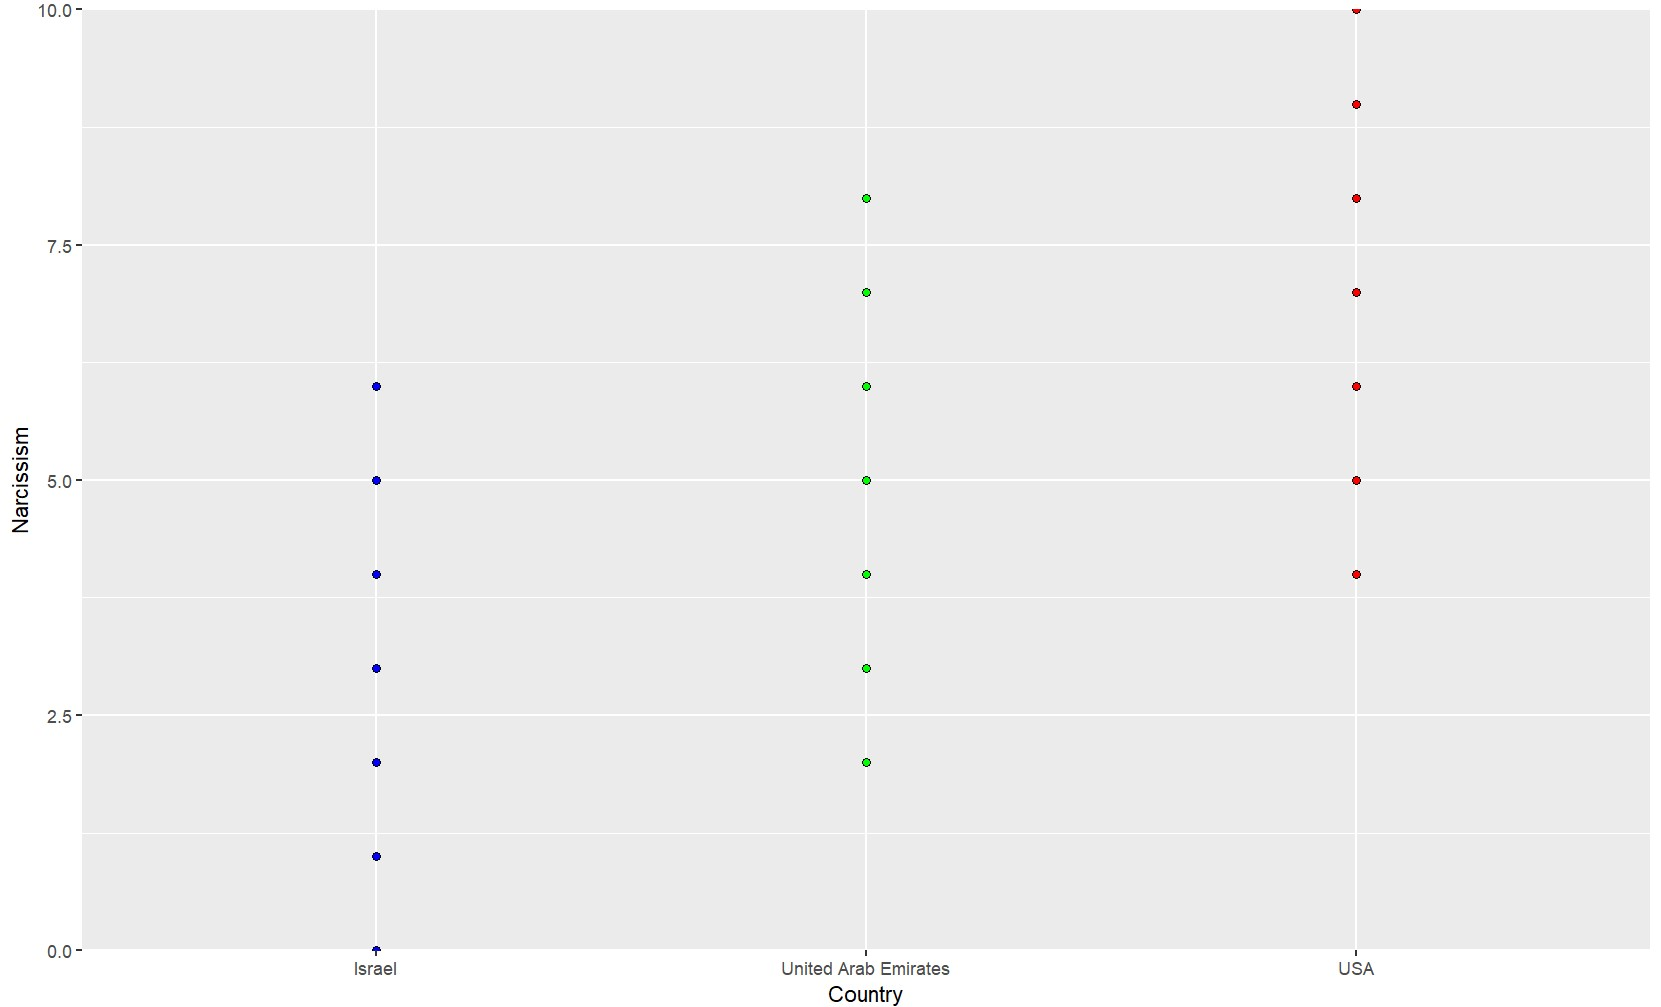 10.0
7.5
5.0
2.5
0.0
Narcissism
Israel
United Arab Emirates
USA
Country